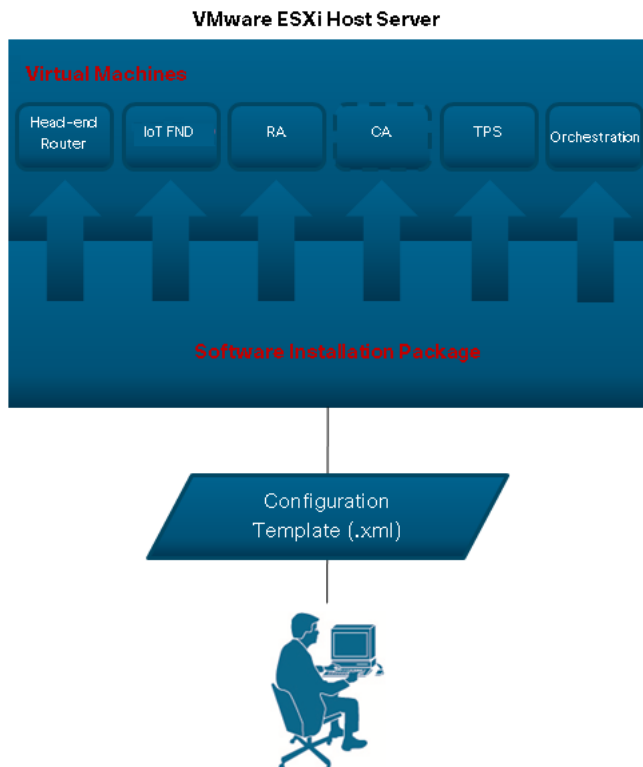 VMware ESXi Host Server
Virtual Machines
Head-end
Router
IoT FND
RA
CA
TPS
Orchestration
Software Installation Package
Configuration
Template (.xml)